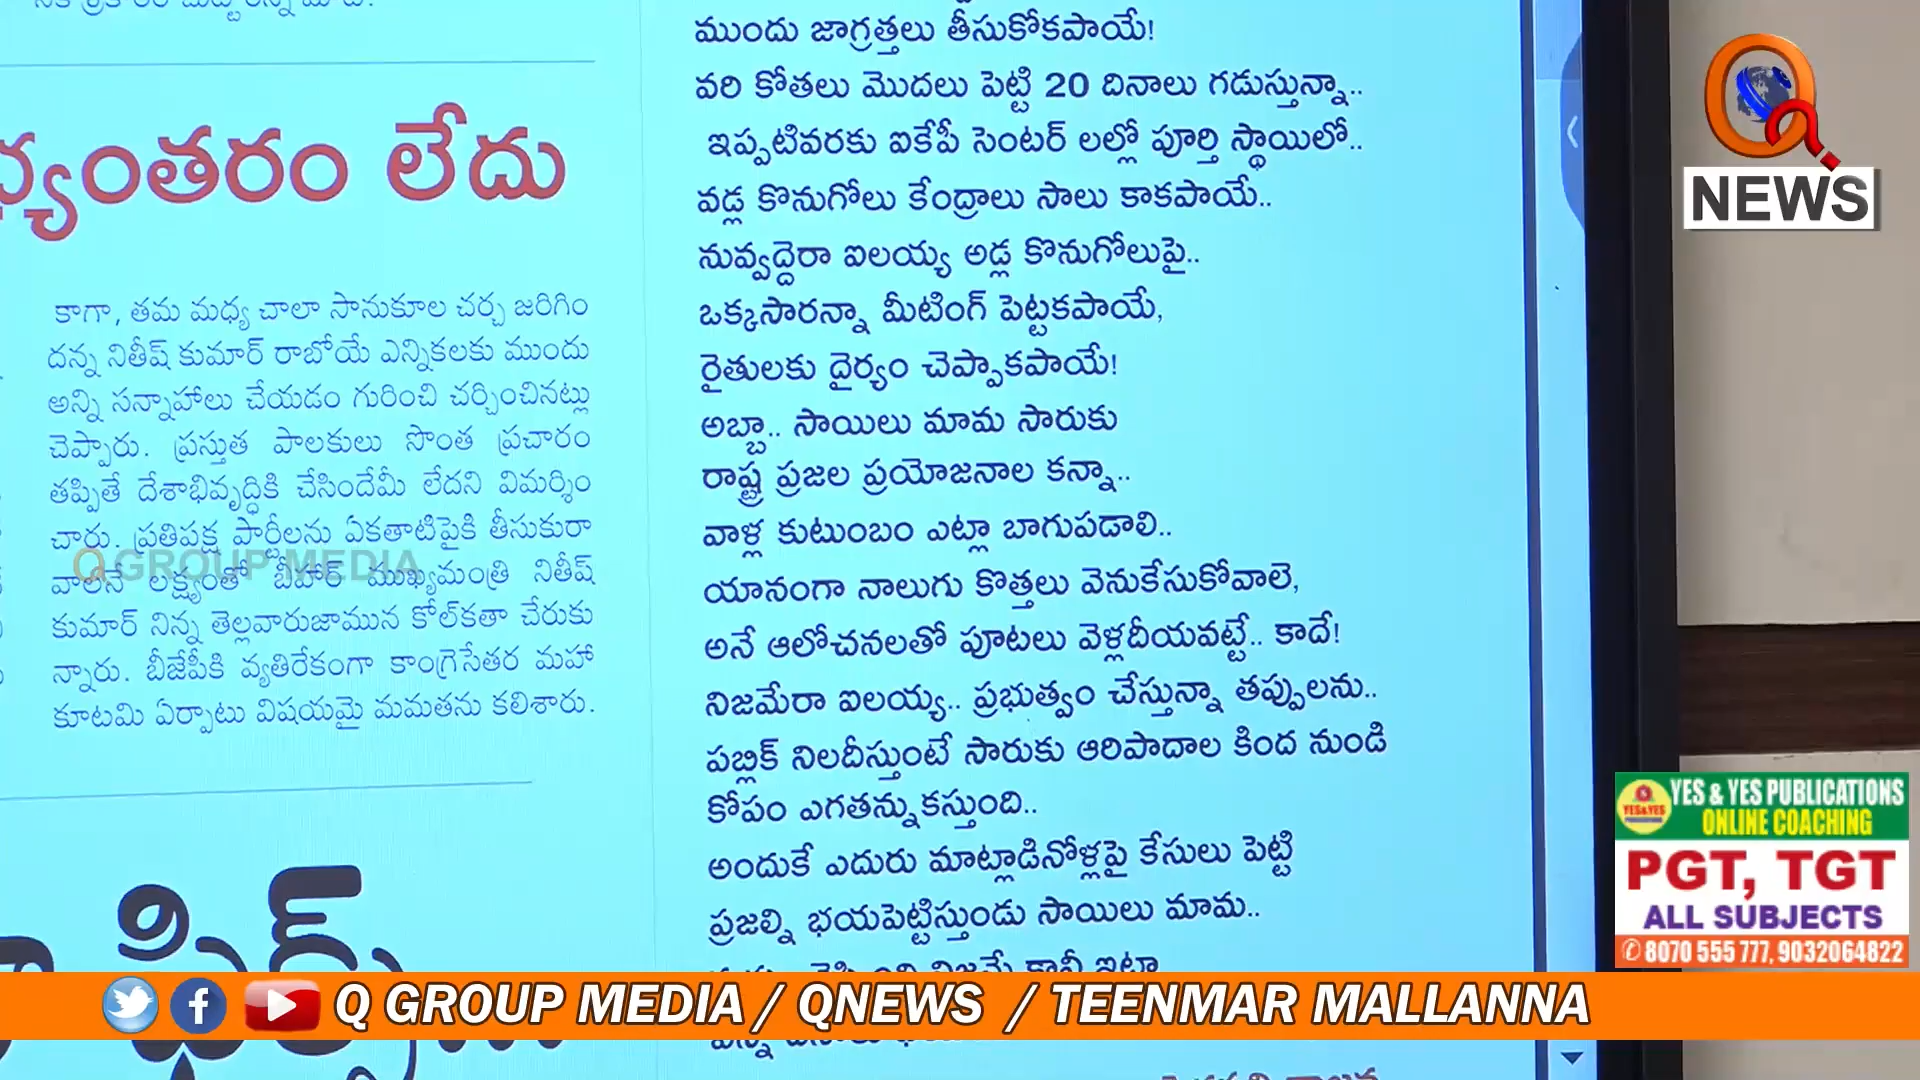 ధ్యంతరం లేదు
కాగా, తమ మధ్య చాలా సానుకూల చర్చ జరిగిం
దన్న నితీష్ కుమార్ రాబోయే ఎన్నికలకు ముందు
అన్ని సన్నాహాలు చేయడం గురించి చర్చించినట్లు
చెప్పారు. ప్రస్తుత పాలకులు సొంత ప్రచారం
తప్పితే దేశాభివృద్ధికి చేసిందేమీ లేదని విమర్శిం
చారు. ప్రతిపక్ష పార్టీలను ఏకతాటిపైకి తీసుకురా
వాలనే లక్ష్యంతో బీహార్ ముఖ్యమంత్రి నితీష్
కుమార్ నిన్న తెల్లవారుజామున కోల్‌కతా చేరుకు
న్నారు. బీజేపీకి వ్యతిరేకంగా కాంగ్రెసేతర మహా
కూటమి ఏర్పాటు విషయమై మమతను కలిశారు.
Q GROUP MEDIA
ముందు జాగ్రత్తలు తీసుకోకపాయే!
వరి కోతలు మొదలు పెట్టి 20 దినాలు గడుస్తున్నా..
ఇప్పటివరకు ఐకేపీ సెంటర్ లల్లో పూర్తి స్థాయిలో..
వడ్ల కొనుగోలు కేంద్రాలు సాలు కాకపాయే..
నువ్వద్దెరా ఐలయ్య అడ్ల కొనుగోలుపై..
ఒక్కసారన్నా మీటింగ్ పెట్టకపాయే,
రైతులకు దైర్యం చెప్పాకపాయే!
అబ్బా.. సాయిలు మామ సారుకు
రాష్ట్ర ప్రజల ప్రయోజనాల కన్నా..
వాళ్ల కుటుంబం ఎట్లా బాగుపడాలి..
యానంగా నాలుగు కొత్తలు వెనుకేసుకోవాలె,
అనే ఆలోచనలతో పూటలు వెళ్లదీయవట్టే.. కాదే!
నిజమేరా ఐలయ్య.. ప్రభుత్వం చేస్తున్నా తప్పులను..
పబ్లిక్ నిలదీస్తుంటే సారుకు ఆరిపాదాల కింద నుండి
కోపం ఎగతన్నుకస్తుంది..
అందుకే ఎదురు మాట్లాడినోళ్లపై కేసులు పెట్టి
ప్రజల్ని భయపెట్టిస్తుండు సాయిలు మామ..
Q NEWS
YES & YES PUBLICATIONS
ONLINE COACHING
PGT, TGT
ALL SUBJECTS
8070 555 777, 9032064822
Q GROUP MEDIA / QNEWS / TEENMAR MALLANNA